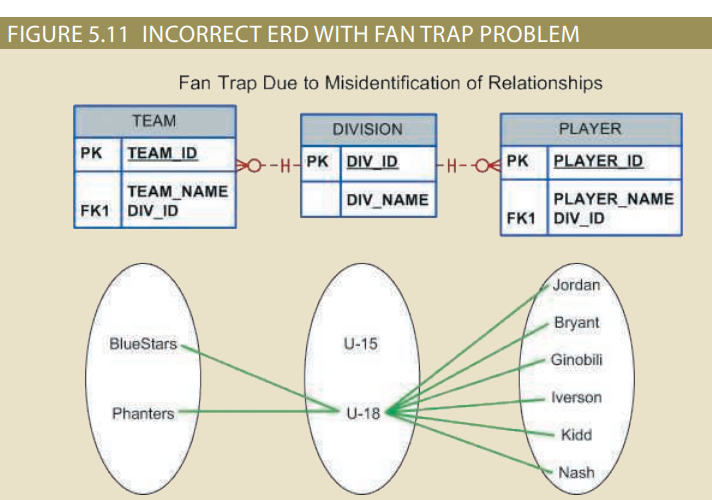 FIGURE 5.11 INCORRECT ERD WITH FAN TRAP PROBLEM
Fan Trap Due to Misidentification of Relationships
TEAM
PK TEAM_ID
TEAM_NAME
FK1 DIV_ID
DIVISION
PK DIV_ID
DIV_NAME
PLAYER
PK PLAYER_ID
PLAYER_NAME
FK1 DIV_ID
BlueStars
Phanters
U-15
U-18
Jordan
Bryant
Ginobili
Iverson
Kidd
Nash